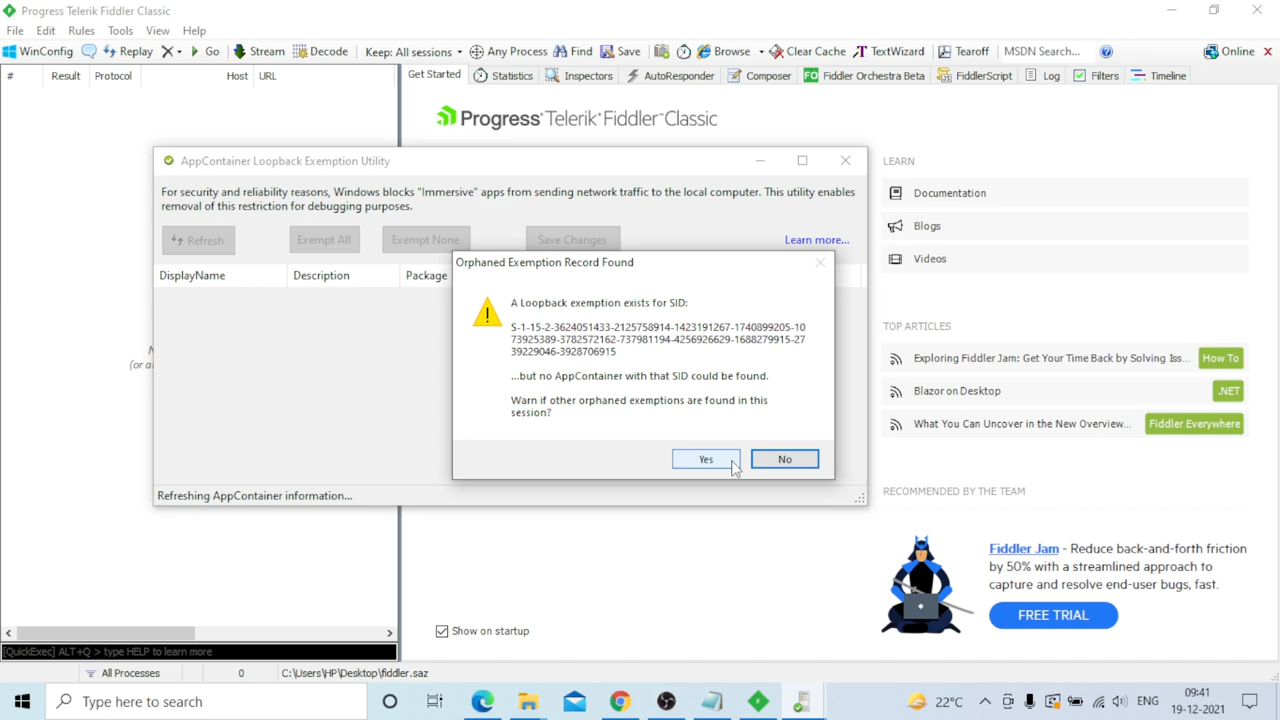 Progress Telerik Fiddler Classic
File Edit Rules Tools View Help
WinConfig Replay Go Stream Decode Keep: All sessions Any Process Find Save Browse Clear Cache TextWizard Tearoff MSDN Search... Online
# Result Protocol Host URL
Get Started Statistics Inspectors AutoResponder Composer FO Fiddler Orchestra Beta FiddlerScript Log Filters Timeline
Progress Telerik Fiddler Classic
AppContainer Loopback Exemption Utility
For security and reliability reasons, Windows blocks "Immersive" apps from sending network traffic to the local computer. This utility enables
removal of this restriction for debugging purposes.
Refresh Exempt All Exempt None Save Changes Learn more...
DisplayName Description Package
Orphaned Exemption Record Found
A Loopback exemption exists for SID:
S-1-15-2-3624051433-2125758914-1423191267-1740899205-10
73925389-3782572162-737981194-4256926629-1688279915-27
39229046-3928706915
...but no AppContainer with that SID could be found.
Warn if other orphaned exemptions are found in this
session?
Yes No
Refreshing AppContainer information...
N
(or a
LEARN
Documentation
Blogs
Videos
TOP ARTICLES
Exploring Fiddler Jam: Get Your Time Back by Solving Iss... How To
Blazor on Desktop .NET
What You Can Uncover in the New Overview... Fiddler Everywhere
RECOMMENDED BY THE TEAM
Fiddler Jam - Reduce back-and-forth friction
by 50% with a streamlined approach to
capture and resolve end-user bugs, fast.
FREE TRIAL
Show on startup
[QuickExec] ALT+Q > type HELP to learn more
All Processes 0 C:\Users\HP\Desktop\fiddler.saz
Type here to search
22°C ENG
09:41
19-12-2021